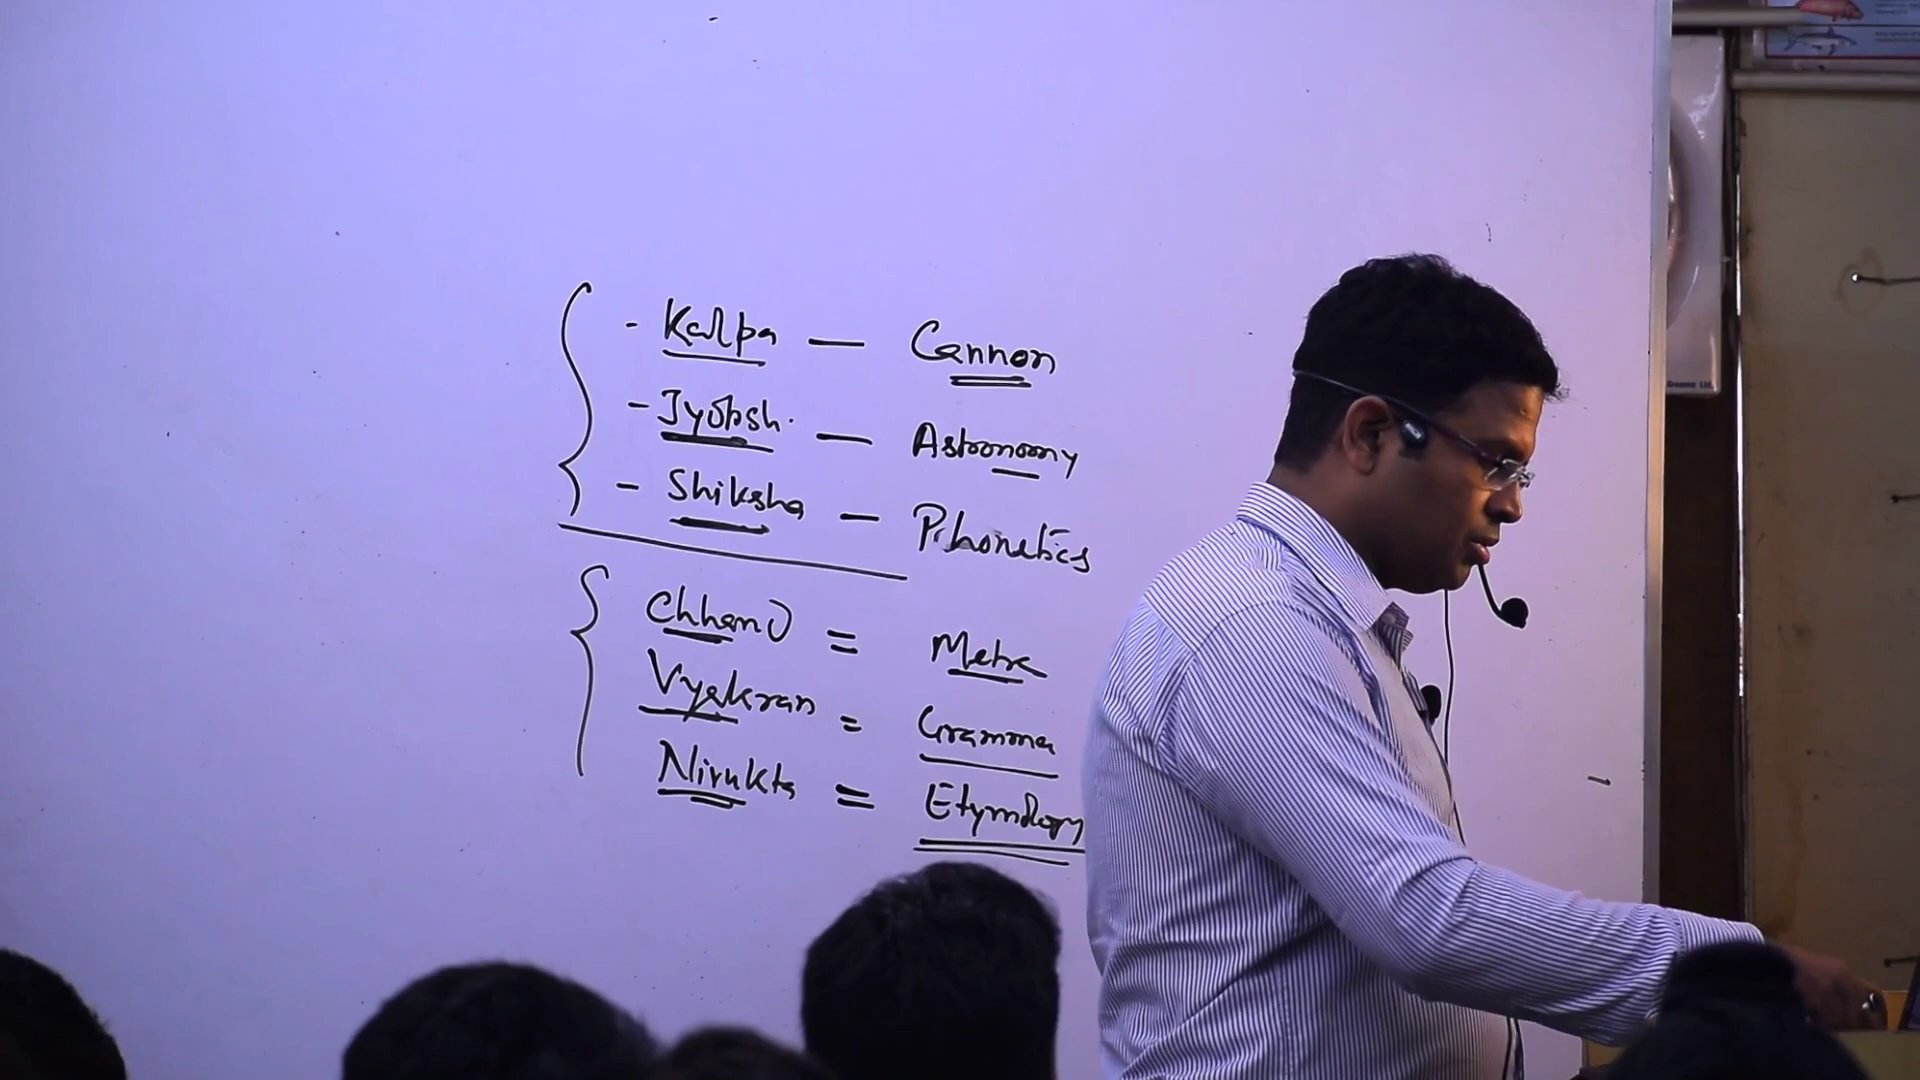 - Kalpa — Cannon
- Jyotish. — Astronomy
- Shiksha — Phonetics
Chhand = Metre
Vyakran = Grammar
Nirukta = Etymology